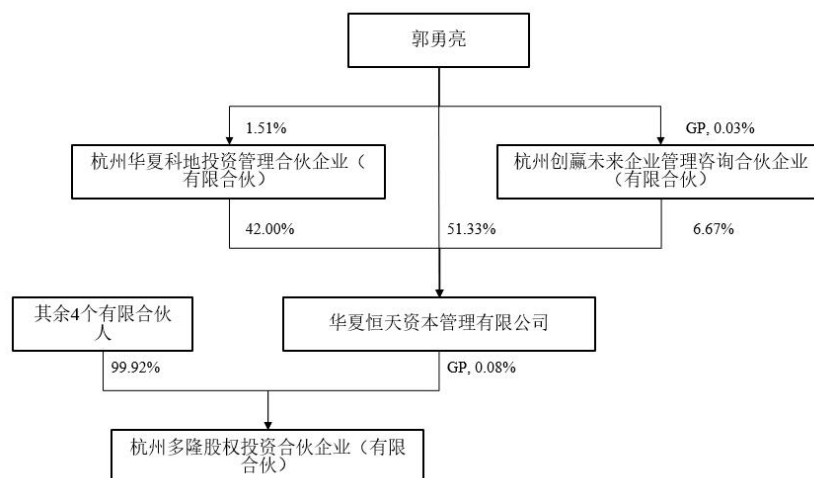 郭勇亮
1.51%
GP, 0.03%
杭州华夏科地投资管理合伙企业（
有限合伙）
杭州创赢未来企业管理咨询合伙企业
（有限合伙）
42.00%
51.33%
6.67%
其余4个有限合伙
人
华夏恒天资本管理有限公司
99.92%
GP, 0.08%
杭州多隆股权投资合伙企业（有限
合伙）